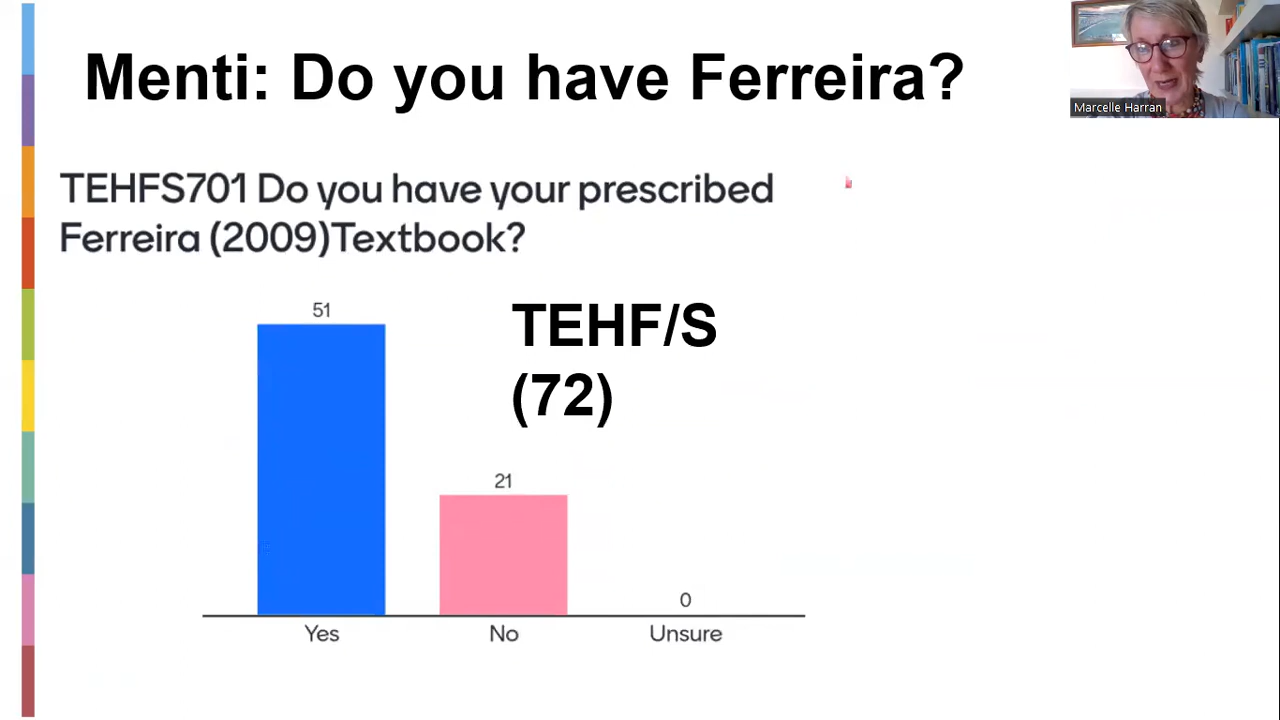 Menti: Do you have Ferreira?
Marcelle Harran
TEHFS701 Do you have your prescribed
Ferreira (2009)Textbook?
51
TEHF/S
(72)
21
0
Yes No Unsure